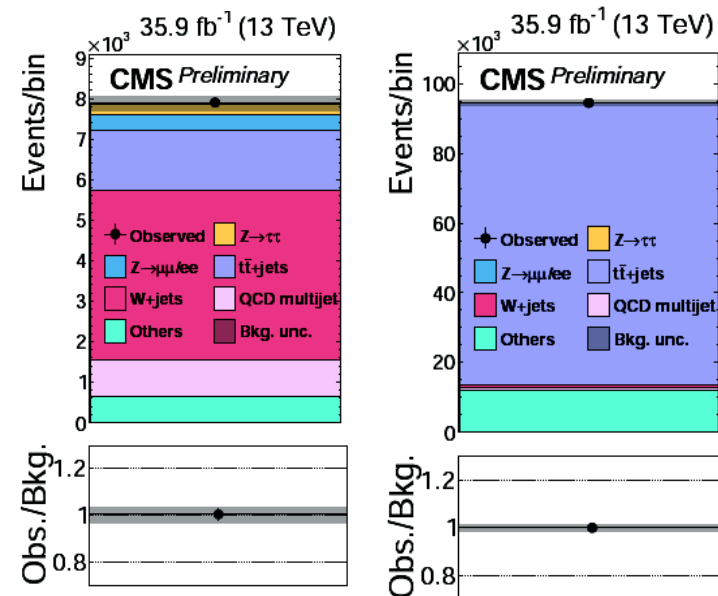 35.9 fb⁻¹ (13 TeV)
×10³
CMS Preliminary
Events/bin
9
8
7
6
5
4
3
2
1
0
Observed
Z→ττ
Z→μμ/ee
tt̄+jets
W+jets
QCD multijet
Others
Bkg. unc.
Obs./Bkg.
1.2
1
0.8
35.9 fb⁻¹ (13 TeV)
×10³
CMS Preliminary
Events/bin
100
80
60
40
20
0
Observed
Z→ττ
Z→μμ/ee
tt̄+jets
W+jets
QCD multijet
Others
Bkg. unc.
Obs./Bkg.
1.2
1
0.8